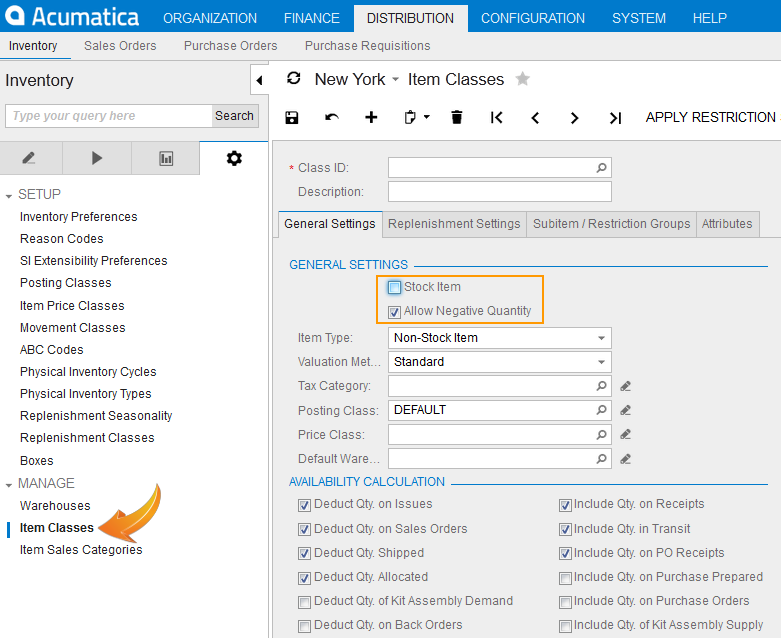 Acumatica ORGANIZATION FINANCE DISTRIBUTION CONFIGURATION SYSTEM HELP
Inventory Sales Orders Purchase Orders Purchase Requisitions
Inventory
Type your query here Search
SETUP
Inventory Preferences
Reason Codes
SI Extensibility Preferences
Posting Classes
Item Price Classes
Movement Classes
ABC Codes
Physical Inventory Cycles
Physical Inventory Types
Replenishment Seasonality
Replenishment Classes
Boxes
MANAGE
Warehouses
Item Classes
Item Sales Categories
New York Item Classes
APPLY RESTRICTION
* Class ID:
Description:
General Settings Replenishment Settings Subitem / Restriction Groups Attributes
GENERAL SETTINGS
Stock Item
Allow Negative Quantity
Item Type: Non-Stock Item
Valuation Met... Standard
Tax Category:
Posting Class: DEFAULT
Price Class:
Default Ware...
AVAILABILITY CALCULATION
Deduct Qty. on Issues Include Qty. on Receipts
Deduct Qty. on Sales Orders Include Qty. in Transit
Deduct Qty. Shipped Include Qty. on PO Receipts
Deduct Qty. Allocated Include Qty. on Purchase Prepared
Deduct Qty. of Kit Assembly Demand Include Qty. on Purchase Orders
Deduct Qty. on Back Orders Include Qty. of Kit Assembly Supply